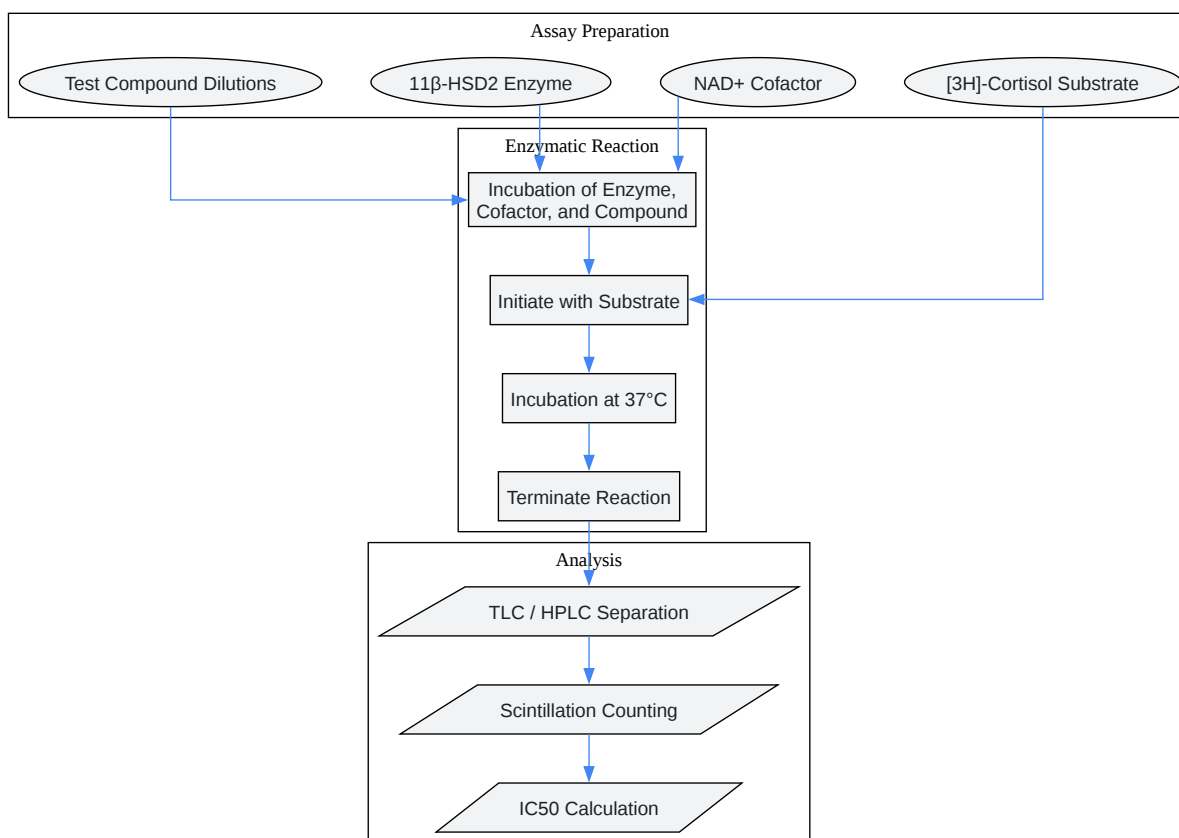 Assay Preparation
Test Compound Dilutions
11β-HSD2 Enzyme
NAD+ Cofactor
[3H]-Cortisol Substrate
Enzymatic Reaction
Incubation of Enzyme,
Cofactor, and Compound
Initiate with Substrate
Incubation at 37°C
Terminate Reaction
Analysis
TLC / HPLC Separation
Scintillation Counting
IC50 Calculation